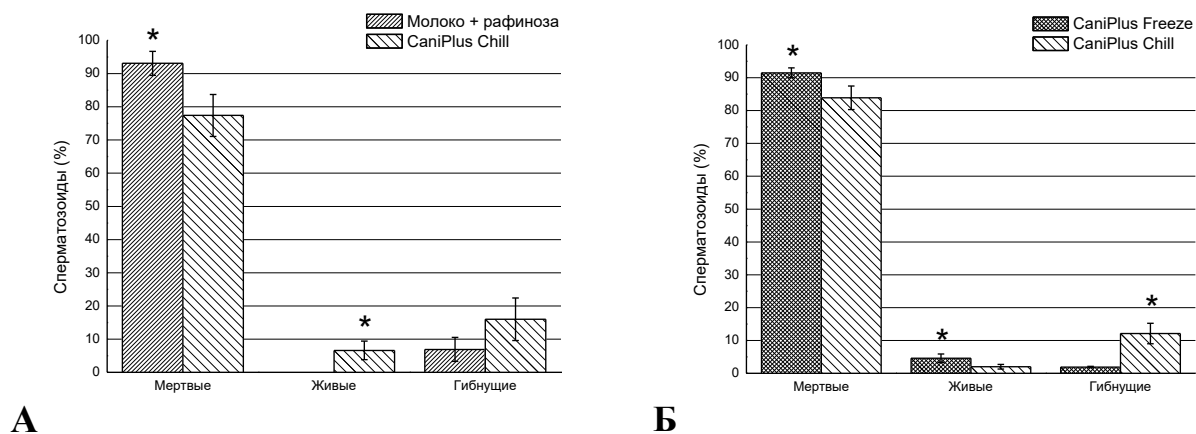 Молоко + рафиноза
CaniPlus Chill
*
*
100
90
80
70
60
50
40
30
20
10
0
Сперматозоиды (%)
Мертвые Живые Гибнущие
А
CaniPlus Freeze
CaniPlus Chill
*
*
*
100
90
80
70
60
50
40
30
20
10
0
Сперматозоиды (%)
Мертвые Живые Гибнущие
Б